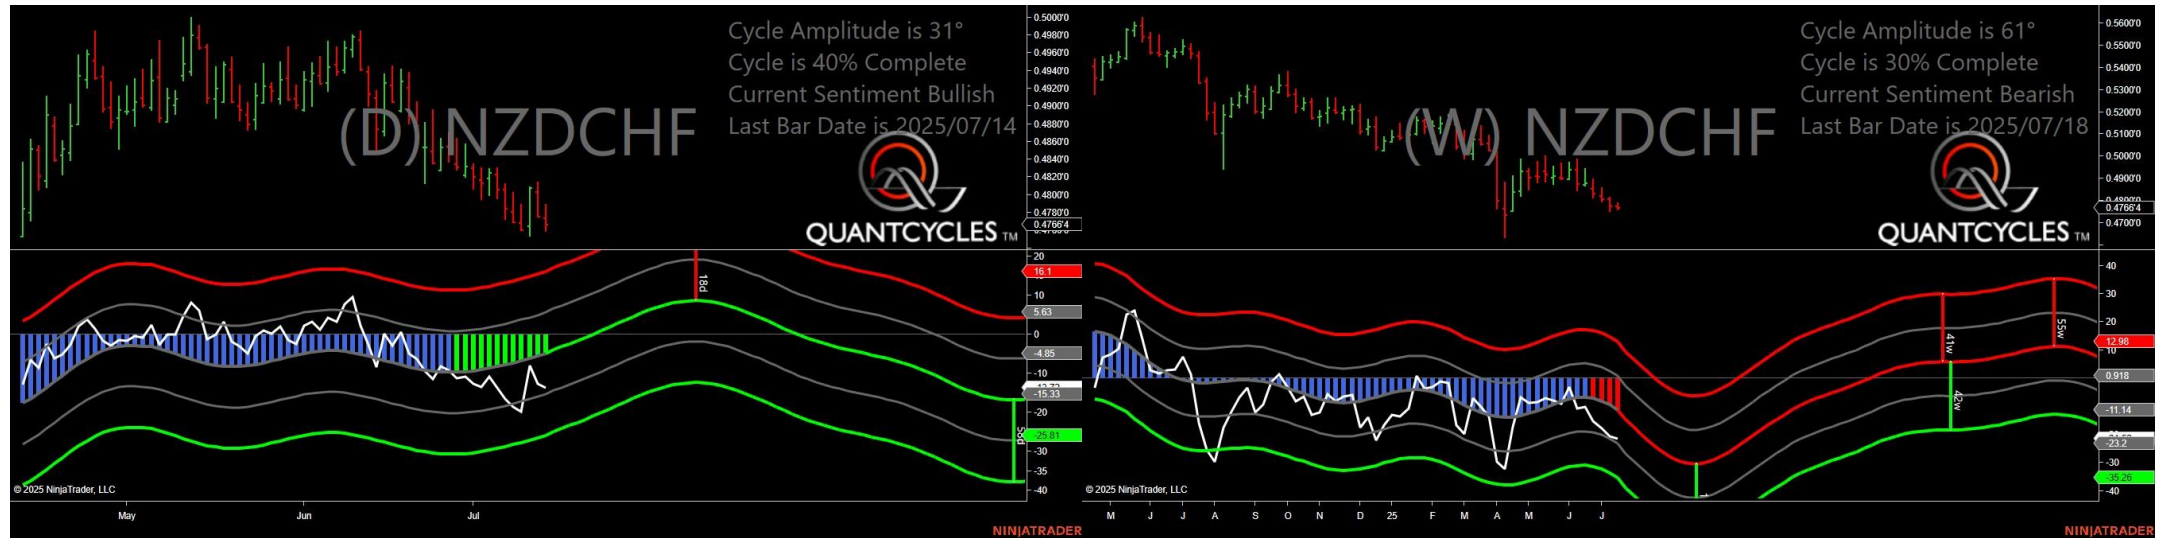 Cycle Amplitude is 31°
Cycle is 40% Complete
Current Sentiment Bullish
Last Bar Date is 2025/07/14
(D) NZDCHF
QUANTCYCLES TM
0.5000'0
0.4980'0
0.4960'0
0.4940'0
0.4920'0
0.4900'0
0.4880'0
0.4860'0
0.4840'0
0.4820'0
0.4800'0
0.4780'0
0.4766'4
20
16.1
10
5.63
0
-4.85
-10
-15.33
-20
-25.81
-30
-35
-40
18d
58d
© 2025 NinjaTrader, LLC
May Jun Jul
NINJATRADER
Cycle Amplitude is 61°
Cycle is 30% Complete
Current Sentiment Bearish
Last Bar Date is 2025/07/18
(W) NZDCHF
QUANTCYCLES TM
0.5600'0
0.5500'0
0.5400'0
0.5300'0
0.5200'0
0.5100'0
0.5000'0
0.4900'0
0.4766'4
0.4700'0
40
30
20
12.98
10
0.918
-11.14
-23.2
-30
-35.26
-40
41w
42w
55w
© 2025 NinjaTrader, LLC
M J J A S O N D 25 F M A M J J
NINJATRADER